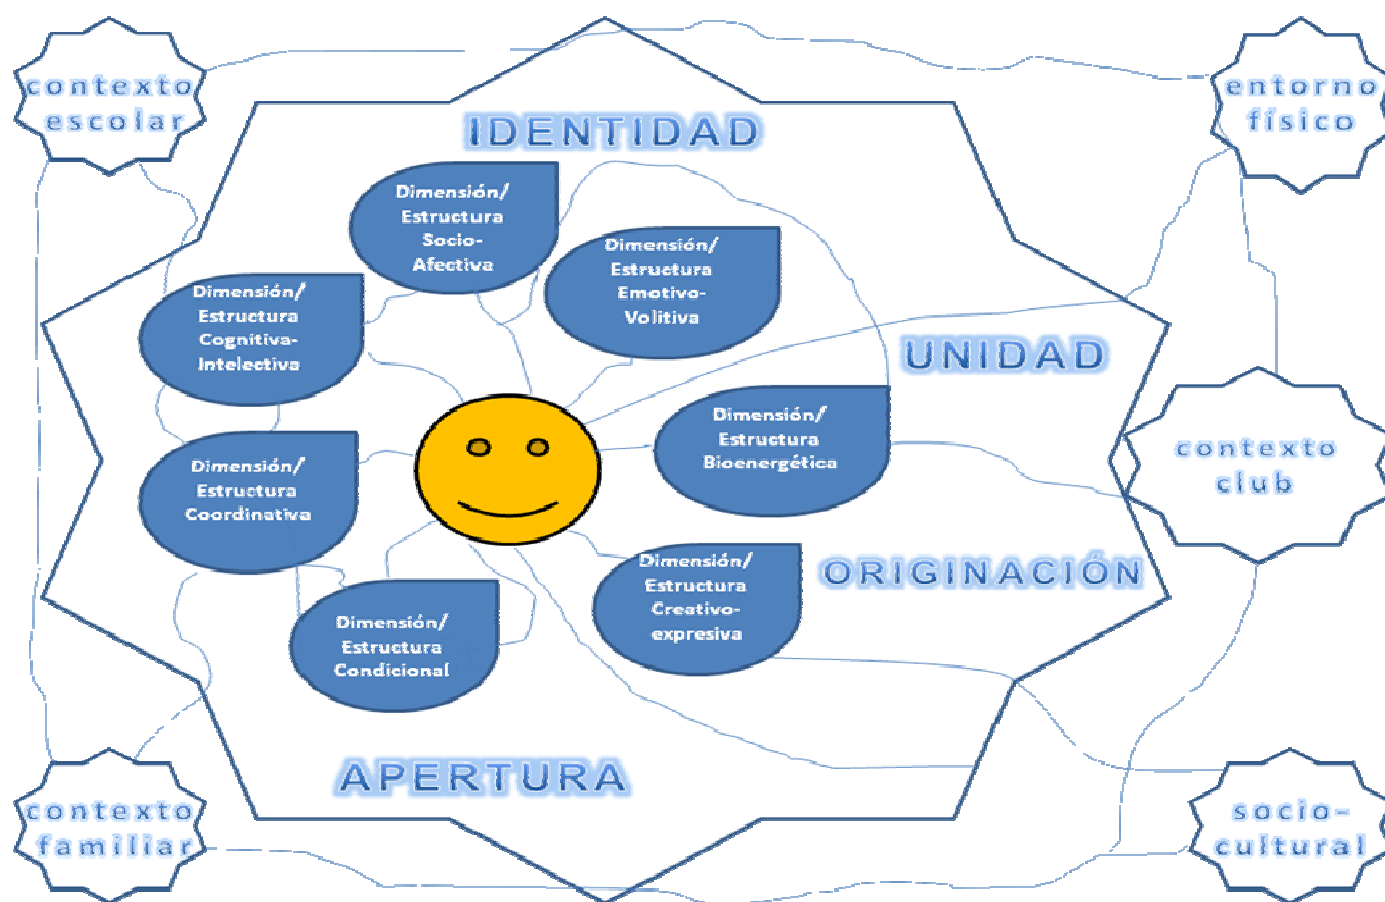 contexto
escolar
entorno
físico
IDENTIDAD
Dimensión/
Estructura
Socio-
Afectiva
Dimensión/
Estructura
Emotivo-
Volitiva
Dimensión/
Estructura
Cognitiva-
Intelectiva
UNIDAD
Dimensión/
Estructura
Bioenergética
contexto
club
Dimensión/
Estructura
Coordinativa
ORIGINACIÓN
Dimensión/
Estructura
Creativo-
expresiva
Dimensión/
Estructura
Condicional
APERTURA
contexto
familiar
socio-
cultural